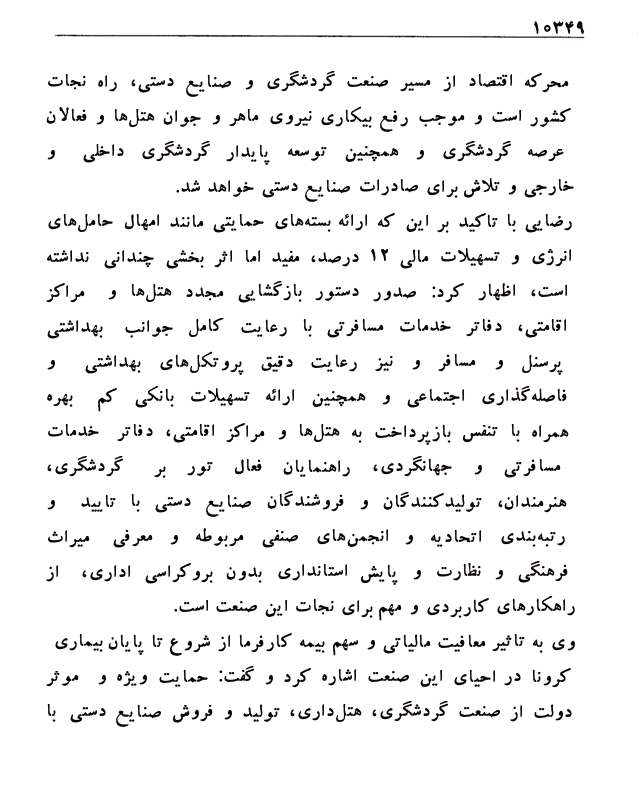 ۱۰۳۴۹
محرکه اقتصاد از مسیر صنعت گردشگری و صنایع دستی، راه نجات
کشور است و موجب رفع بیکاری نیروی ماهر و جوان هتل‌ها و فعالان
عرصه گردشگری و همچنین توسعه پایدار گردشگری داخلی و
خارجی و تلاش برای صادرات صنایع دستی خواهد شد.
رضایی با تاکید بر این که ارائه بسته‌های حمایتی مانند امهال حامل‌های
انرژی و تسهیلات مالی ۱۲ درصد، مفید اما اثر بخشی چندانی نداشته
است، اظهار کرد: صدور دستور بازگشایی مجدد هتل‌ها و مراکز
اقامتی، دفاتر خدمات مسافرتی با رعایت کامل جوانب بهداشتی
پرسنل و مسافر و نیز رعایت دقیق پروتکل‌های بهداشتی و
فاصله‌گذاری اجتماعی و همچنین ارائه تسهیلات بانکی کم بهره
همراه با تنفس بازپرداخت به هتل‌ها و مراکز اقامتی، دفاتر خدمات
مسافرتی و جهانگردی، راهنمایان فعال تور بر گردشگری،
هنرمندان، تولیدکنندگان و فروشندگان صنایع دستی با تایید و
رتبه‌بندی اتحادیه و انجمن‌های صنفی مربوطه و معرفی میراث
فرهنگی و نظارت و پایش استانداری بدون بروکراسی اداری، از
راهکارهای کاربردی و مهم برای نجات این صنعت است.
وی به تاثیر معافیت مالیاتی و سهم بیمه کارفرما از شروع تا پایان بیماری
کرونا در احیای این صنعت اشاره کرد و گفت: حمایت ویژه و موثر
دولت از صنعت گردشگری، هتل‌داری، تولید و فروش صنایع دستی با